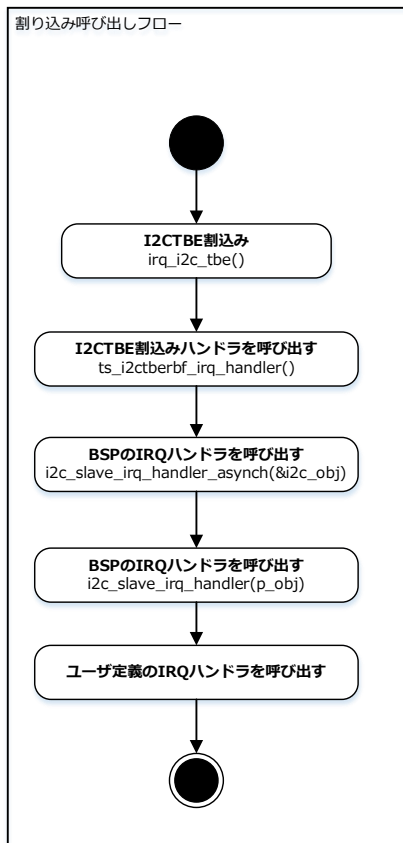 割り込み呼び出しフロー
I2CTBE割込み
irq_i2c_tbe()
I2CTBE割込みハンドラを呼び出す
ts_i2ctberbf_irq_handler()
BSPのIRQハンドラを呼び出す
i2c_slave_irq_handler_asynch(&i2c_obj)
BSPのIRQハンドラを呼び出す
i2c_slave_irq_handler(p_obj)
ユーザ定義のIRQハンドラを呼び出す